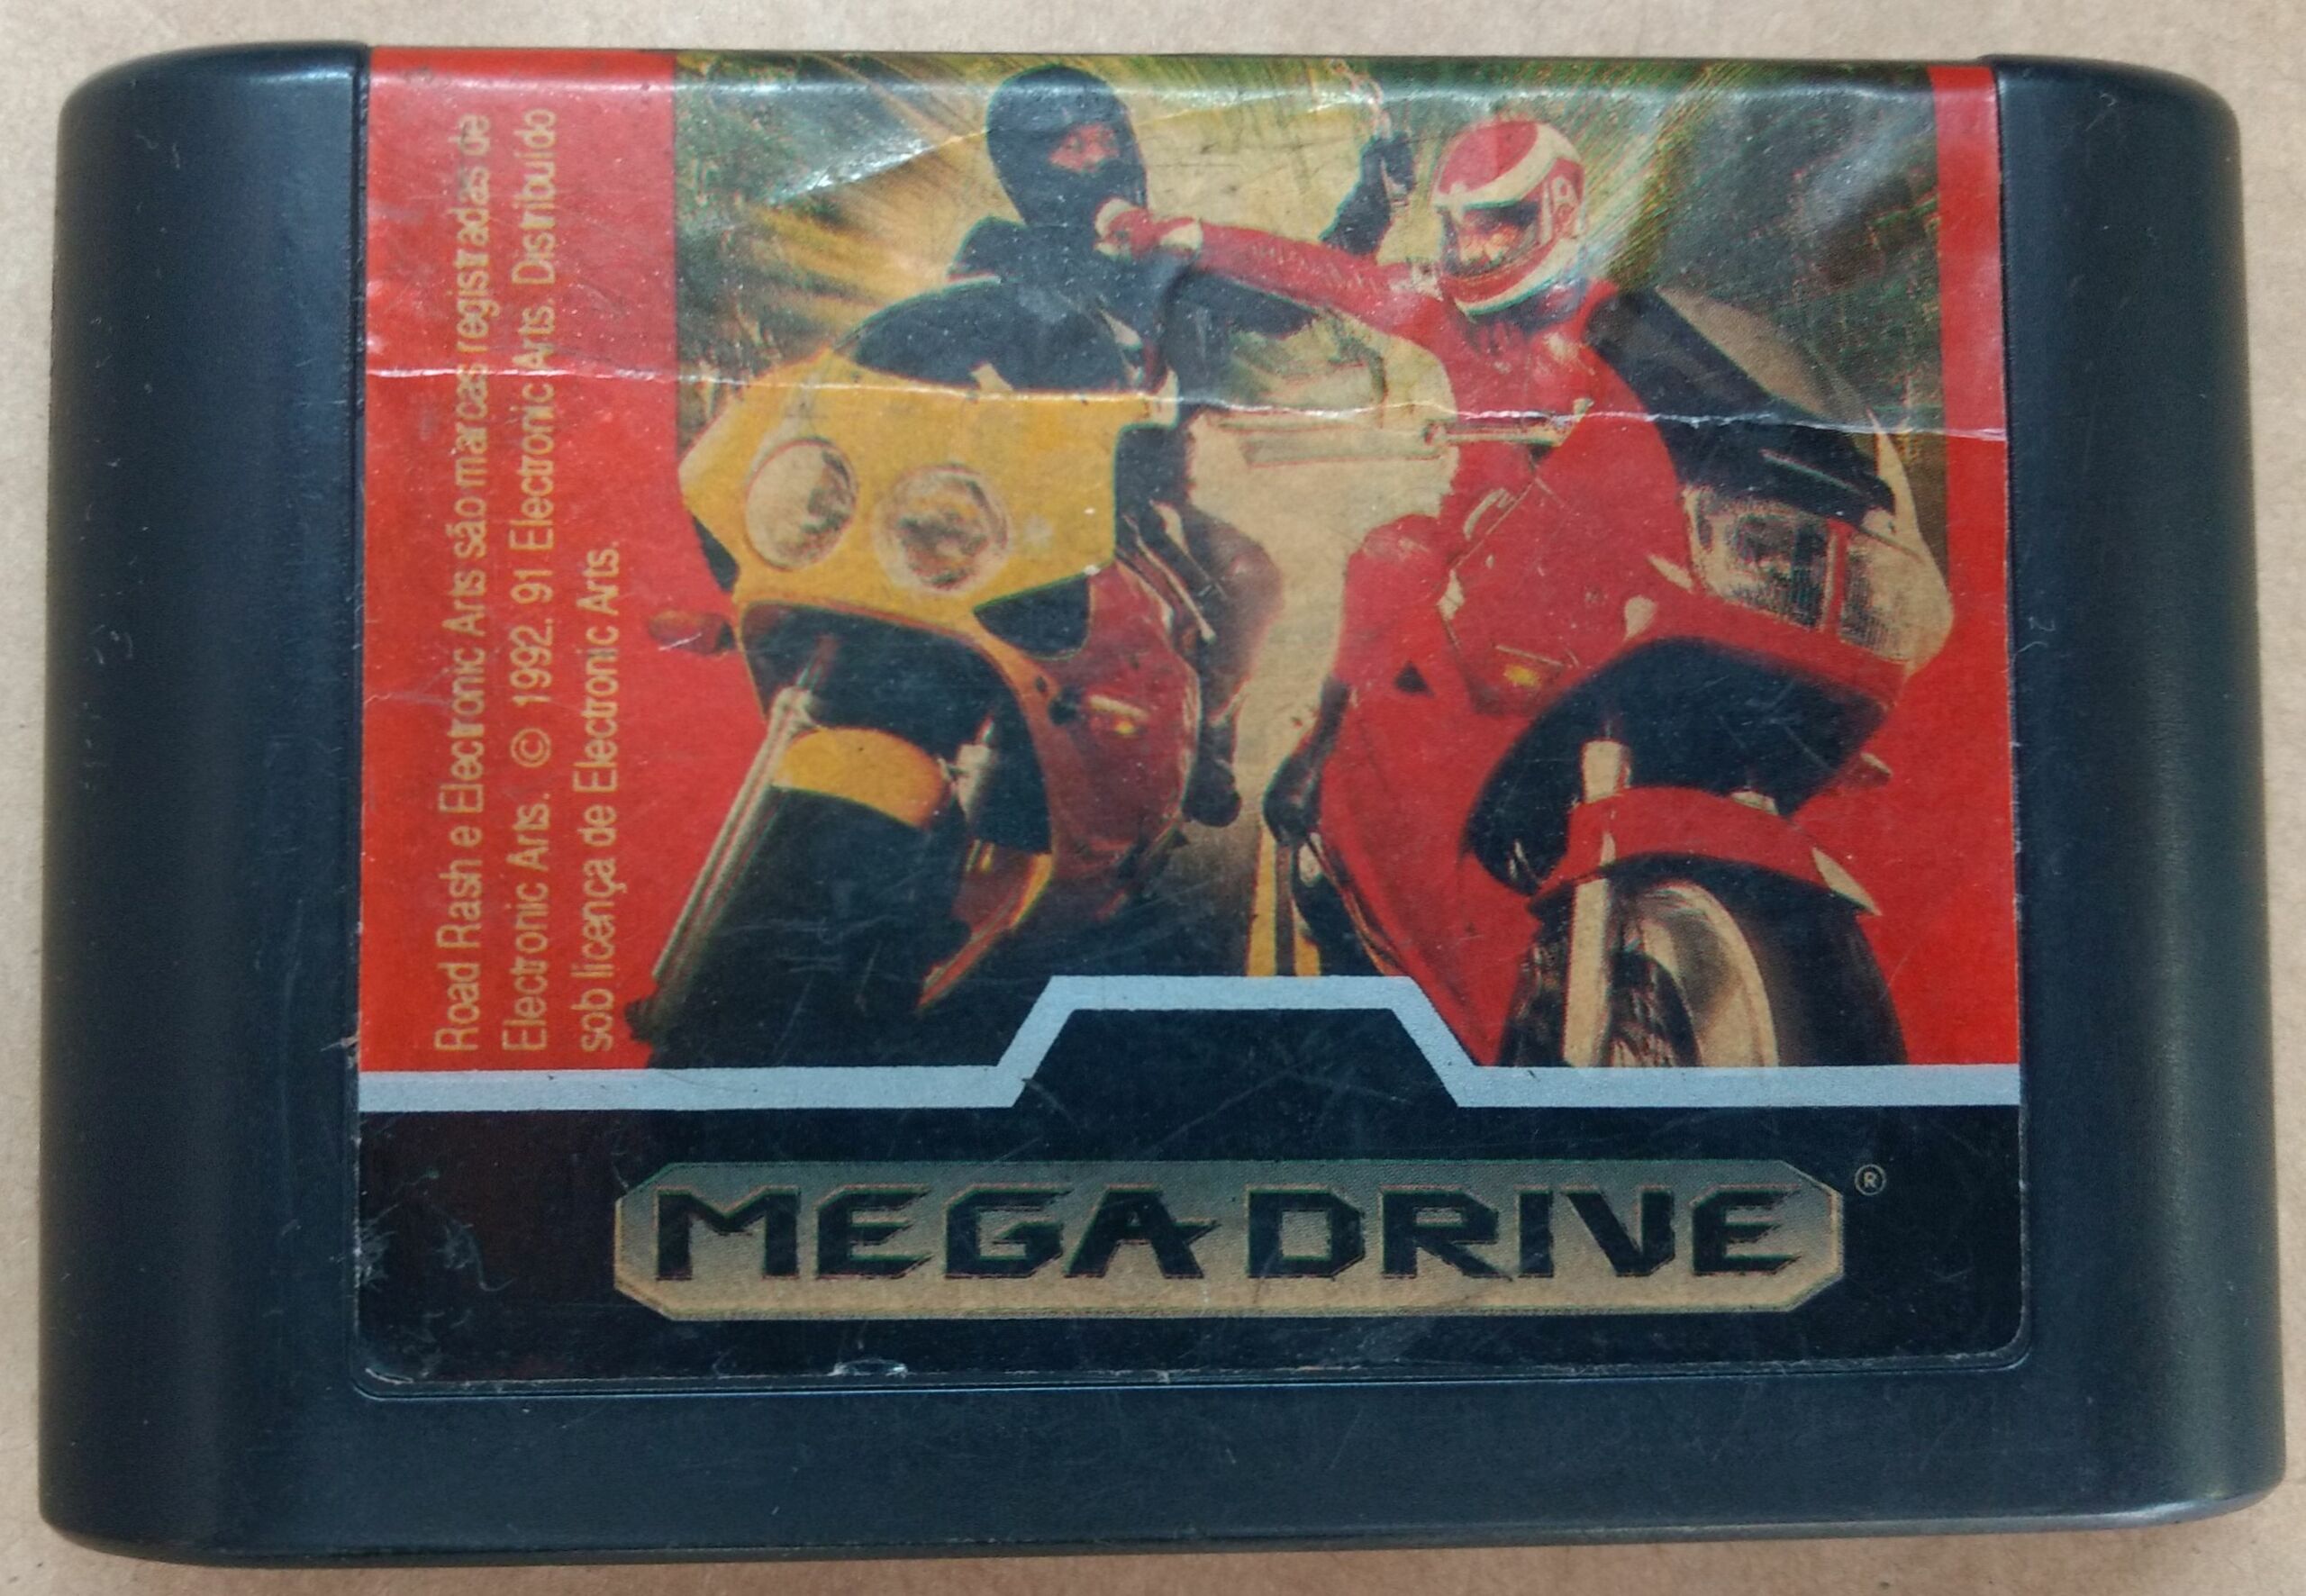 Road Rash e Electronic Arts são marcas registradas de
Electronic Arts. © 1992, 91 Electronic Arts. Distribuído
sob licença de Electronic Arts.
MEGA DRIVE ®